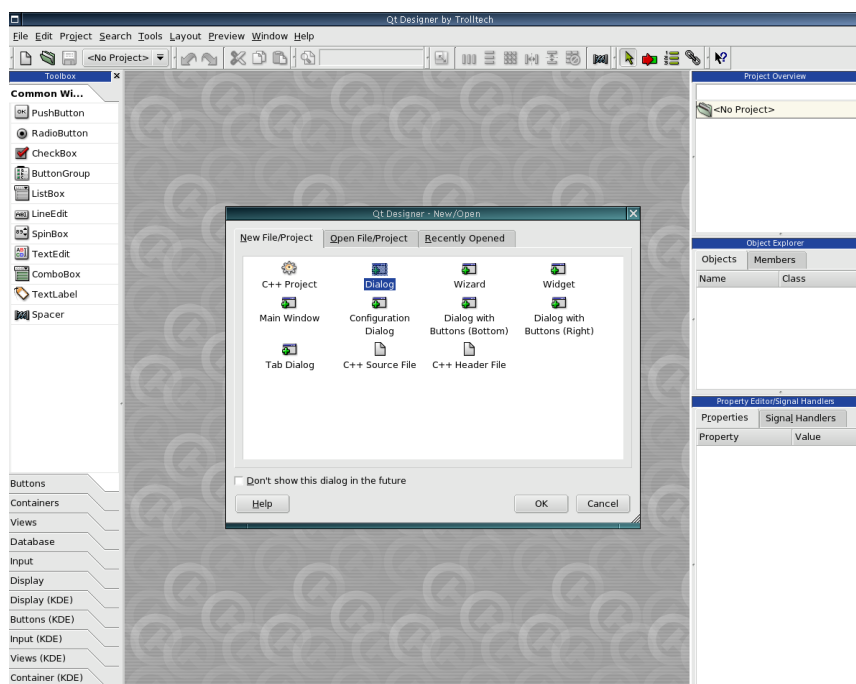 Qt Designer by Trolltech
File Edit Project Search Tools Layout Preview Window Help
<No Project>
Toolbox
Common Wi...
PushButton
RadioButton
CheckBox
ButtonGroup
ListBox
LineEdit
SpinBox
TextEdit
ComboBox
TextLabel
Spacer
Buttons
Containers
Views
Database
Input
Display
Display (KDE)
Buttons (KDE)
Input (KDE)
Views (KDE)
Container (KDE)
Qt Designer - New/Open
New File/Project Open File/Project Recently Opened
C++ Project Dialog Wizard Widget
Main Window Configuration Dialog with Dialog with
Dialog Buttons (Bottom) Buttons (Right)
Tab Dialog C++ Source File C++ Header File
Don't show this dialog in the future
Help OK Cancel
Project Overview
<No Project>
Object Explorer
Objects Members
Name Class
Property Editor/Signal Handlers
Properties Signal Handlers
Property Value